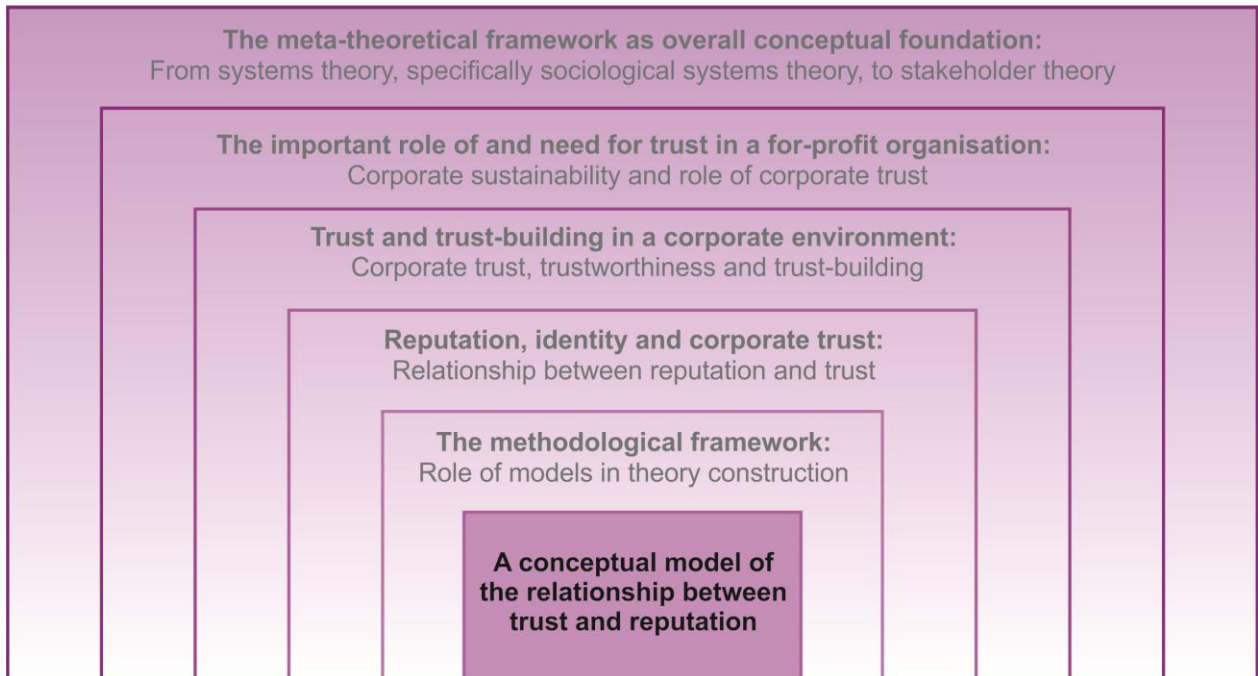 The meta-theoretical framework as overall conceptual foundation:
From systems theory, specifically sociological systems theory, to stakeholder theory
The important role of and need for trust in a for-profit organisation:
Corporate sustainability and role of corporate trust
Trust and trust-building in a corporate environment:
Corporate trust, trustworthiness and trust-building
Reputation, identity and corporate trust:
Relationship between reputation and trust
The methodological framework:
Role of models in theory construction
A conceptual model of
the relationship between
trust and reputation